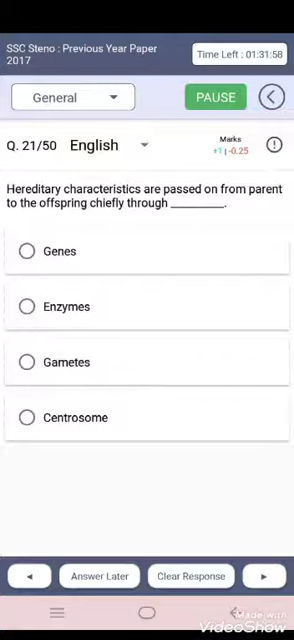 SSC Steno : Previous Year Paper
2017
Time Left : 01:31:58
General
PAUSE
Q. 21/50 English
Marks
+1 | -0.25
Hereditary characteristics are passed on from parent
to the offspring chiefly through ________.
Genes
Enzymes
Gametes
Centrosome
Answer Later
Clear Response
Made with
VideoShow